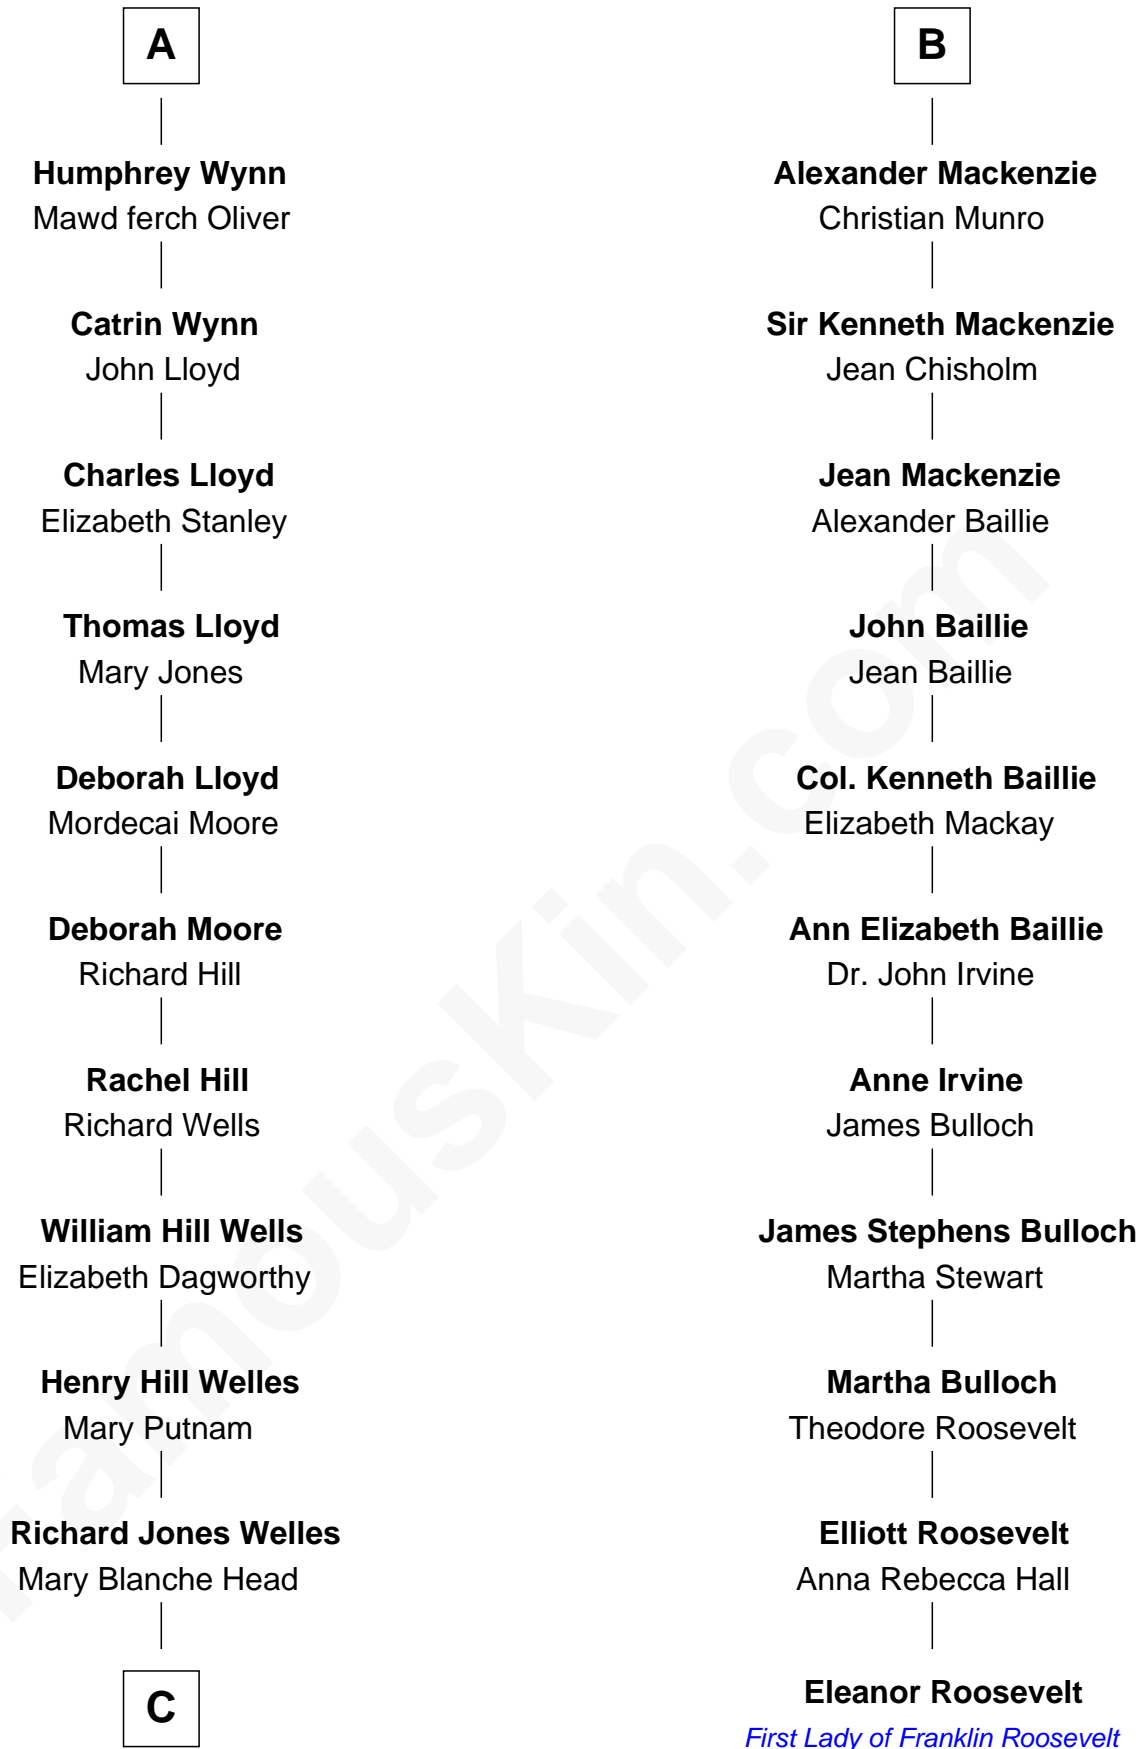 A
Humphrey Wynn
Mawd ferch Oliver
Catrin Wynn
John Lloyd
Charles Lloyd
Elizabeth Stanley
Thomas Lloyd
Mary Jones
Deborah Lloyd
Mordecai Moore
Deborah Moore
Richard Hill
Rachel Hill
Richard Wells
William Hill Wells
Elizabeth Dagworthy
Henry Hill Welles
Mary Putnam
Richard Jones Welles
Mary Blanche Head
C
B
Alexander Mackenzie
Christian Munro
Sir Kenneth Mackenzie
Jean Chisholm
Jean Mackenzie
Alexander Baillie
John Baillie
Jean Baillie
Col. Kenneth Baillie
Elizabeth Mackay
Ann Elizabeth Baillie
Dr. John Irvine
Anne Irvine
James Bulloch
James Stephens Bulloch
Martha Stewart
Martha Bulloch
Theodore Roosevelt
Elliott Roosevelt
Anna Rebecca Hall
Eleanor Roosevelt
First Lady of Franklin Roosevelt
FamousKin.com